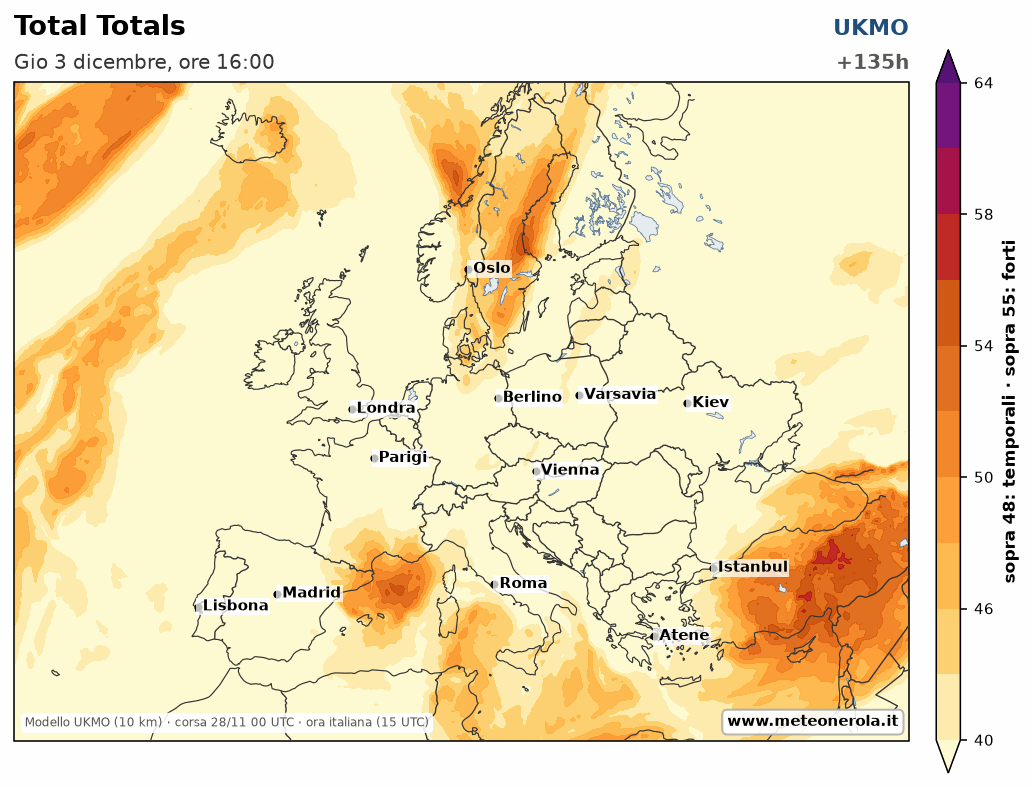 Total Totals
UKMO
Gio 3 dicembre, ore 16:00
+135h
64
58
54
50
46
40
sopra 48: temporali · sopra 55: forti
Oslo
Berlino
Varsavia
Kiev
Londra
Parigi
Vienna
Istanbul
Roma
Madrid
Lisbona
Atene
Modello UKMO (10 km) · corsa 28/11 00 UTC · ora italiana (15 UTC)
www.meteonerola.it